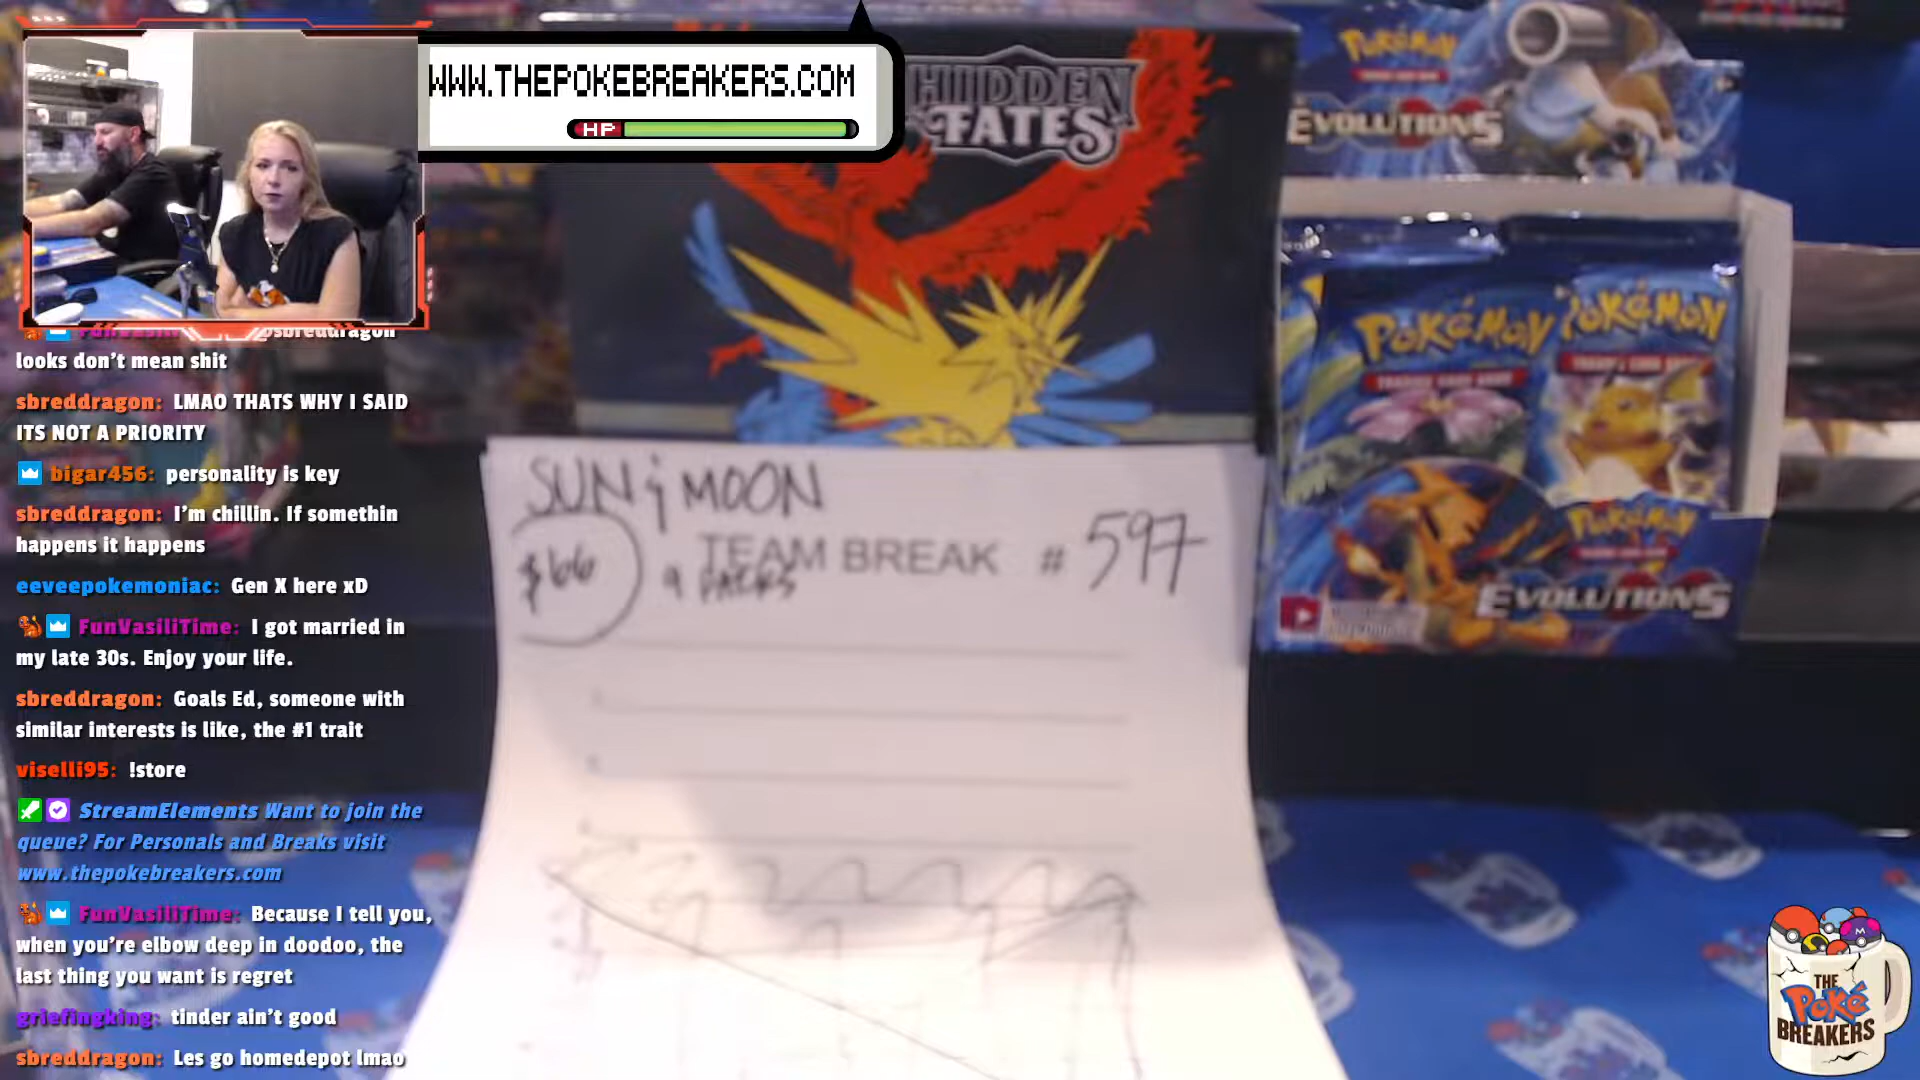 WWW.THEPOKEBREAKERS.COM
HP
HIDDEN
FATES
Pokémon
EVOLUTIONS
Pokémon
Pokémon
Pokémon
EVOLUTIONS
SUN & MOON
$66
TEAM BREAK # 597
9 PACKS
sbreddragon
looks don't mean shit
sbreddragon: LMAO THATS WHY I SAID
ITS NOT A PRIORITY
bigar456: personality is key
sbreddragon: I'm chillin. If somethin
happens it happens
eeveepokemoniac: Gen X here xD
FunVasiliTime: I got married in
my late 30s. Enjoy your life.
sbreddragon: Goals Ed, someone with
similar interests is like, the #1 trait
viselli95: !store
StreamElements Want to join the
queue? For Personals and Breaks visit
www.thepokebreakers.com
FunVasiliTime: Because I tell you,
when you're elbow deep in doodoo, the
last thing you want is regret
griefingking: tinder ain't good
sbreddragon: Les go homedepot lmao
THE
Poké
BREAKERS
M